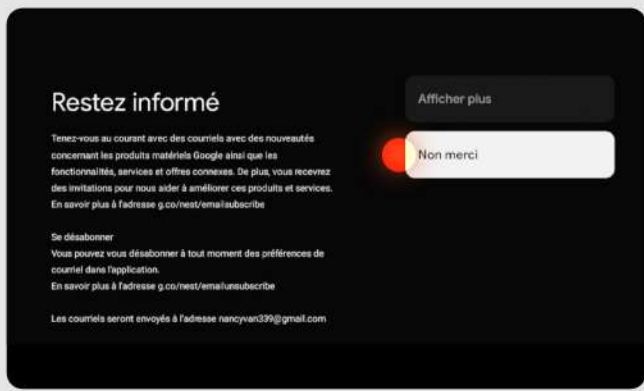 Restez informé
Tenez-vous au courant avec des courriels avec des nouveautés
concernant les produits matériels Google ainsi que les
fonctionnalités, services et offres connexes. De plus, vous recevrez
des invitations pour nous aider à améliorer ces produits et services.
En savoir plus à l'adresse g.co/nest/emailsubscribe
Se désabonner
Vous pouvez vous désabonner à tout moment des préférences de
courriel dans l'application.
En savoir plus à l'adresse g.co/nest/emailunsubscribe
Les courriels seront envoyés à l'adresse nancyvan339@gmail.com
Afficher plus
Non merci